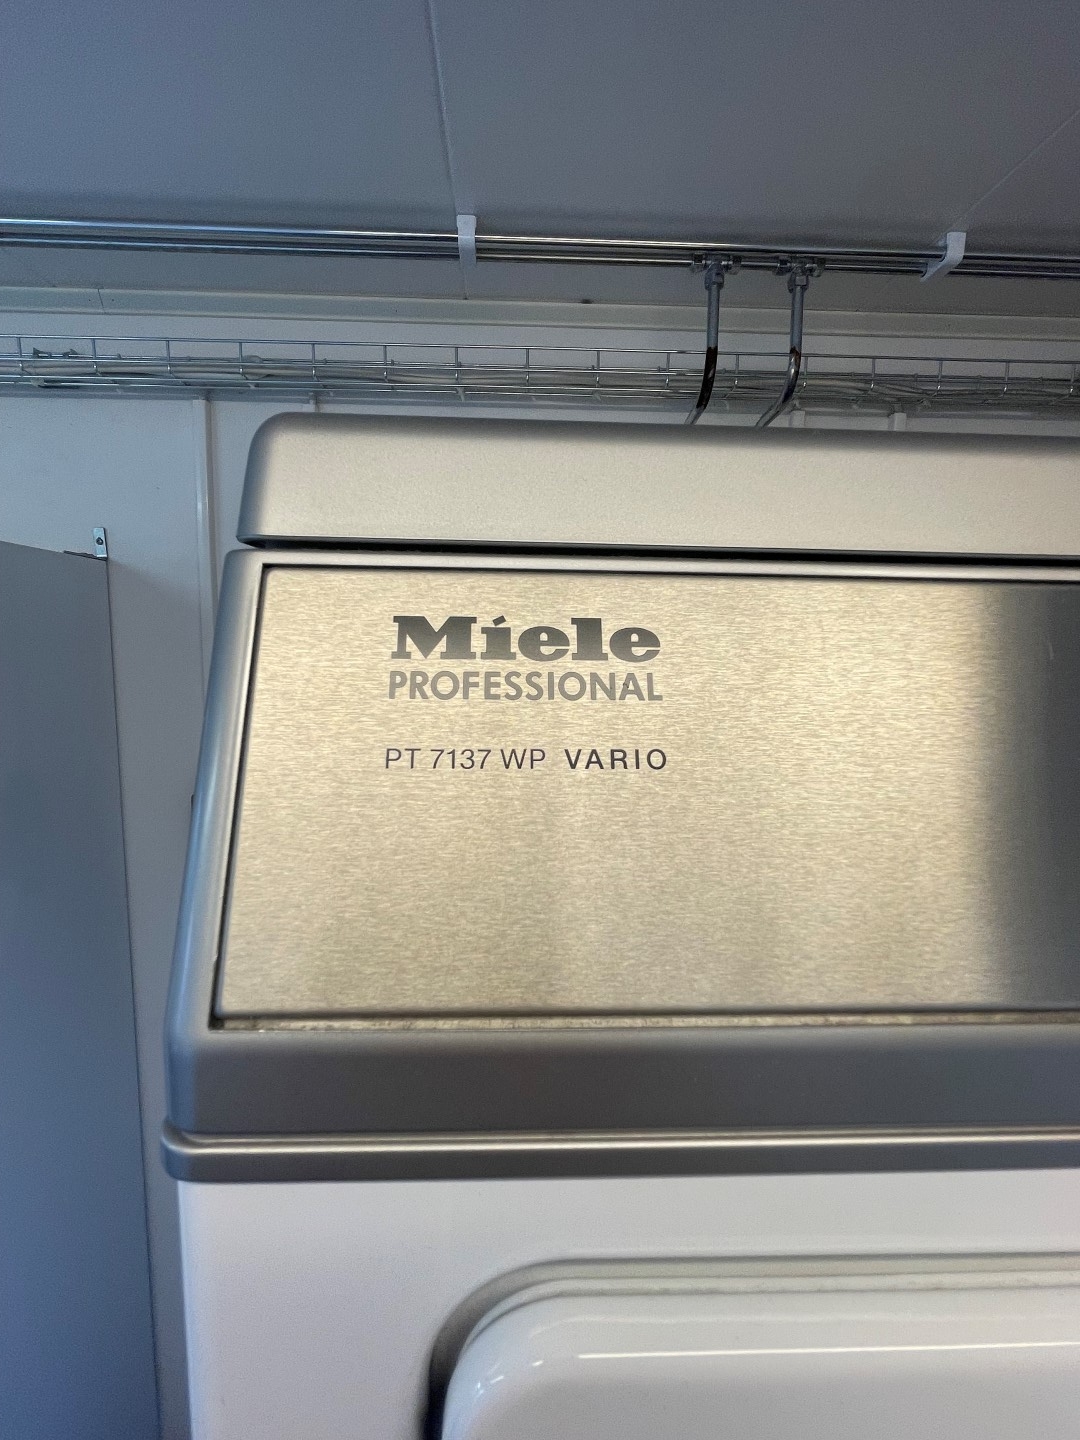 Miele
PROFESSIONAL
PT 7137 WP VARIO